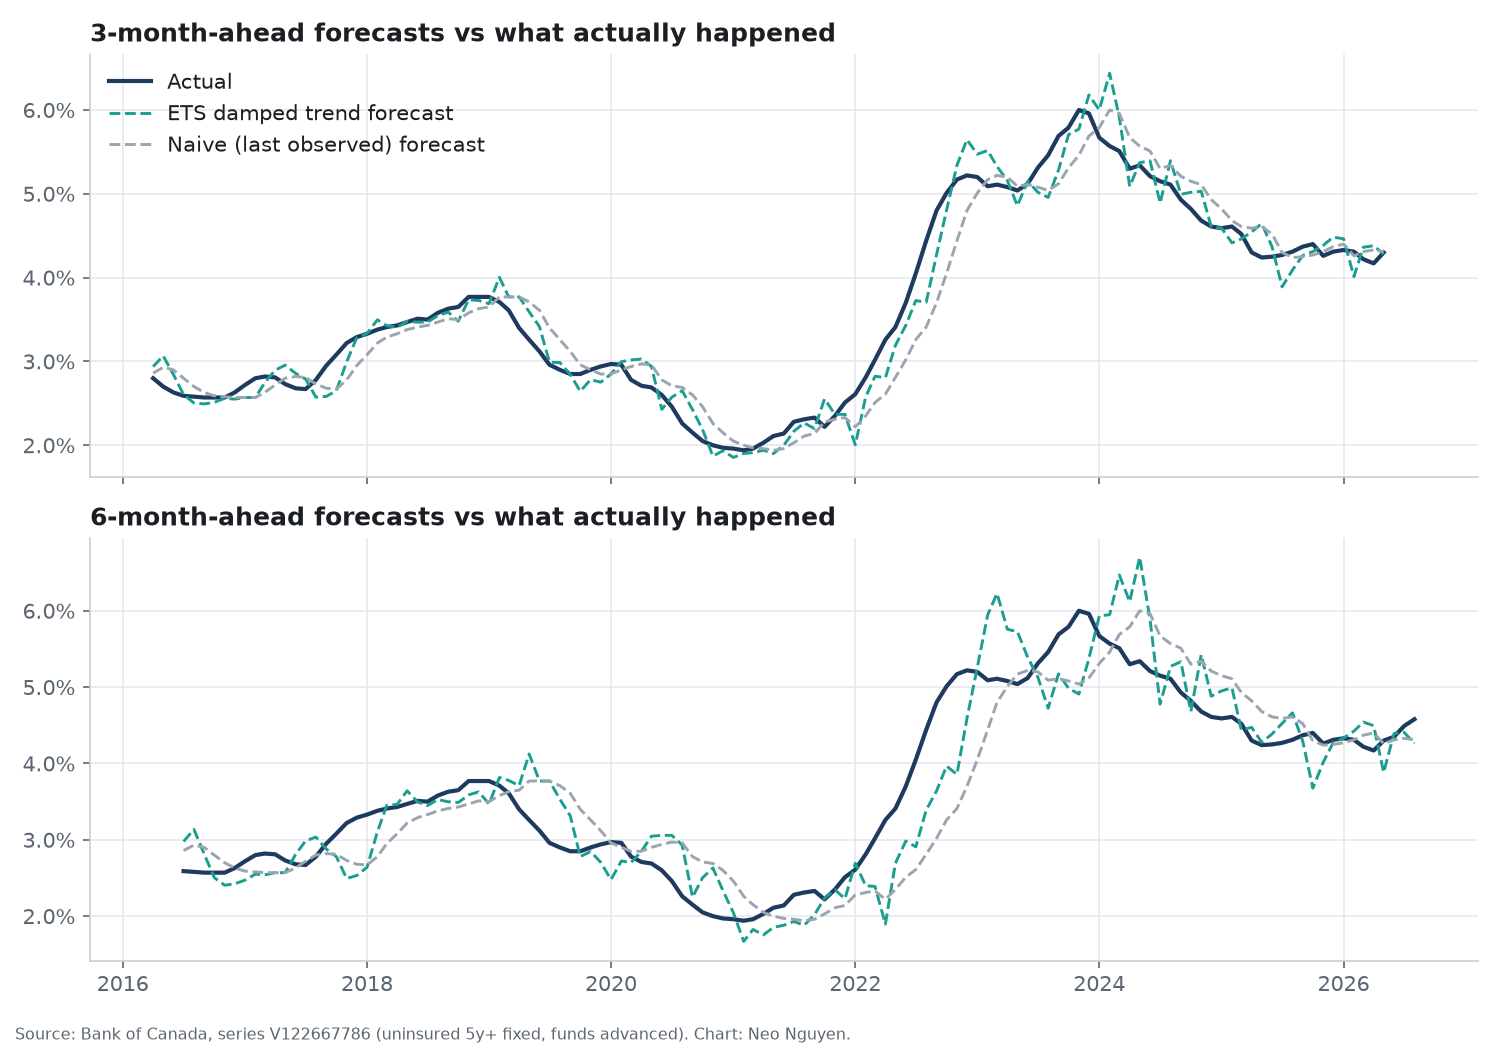 3-month-ahead forecasts vs what actually happened
Actual
ETS damped trend forecast
Naive (last observed) forecast
6.0%
5.0%
4.0%
3.0%
2.0%
6-month-ahead forecasts vs what actually happened
6.0%
5.0%
4.0%
3.0%
2.0%
2016 2018 2020 2022 2024 2026
Source: Bank of Canada, series V122667786 (uninsured 5y+ fixed, funds advanced). Chart: Neo Nguyen.